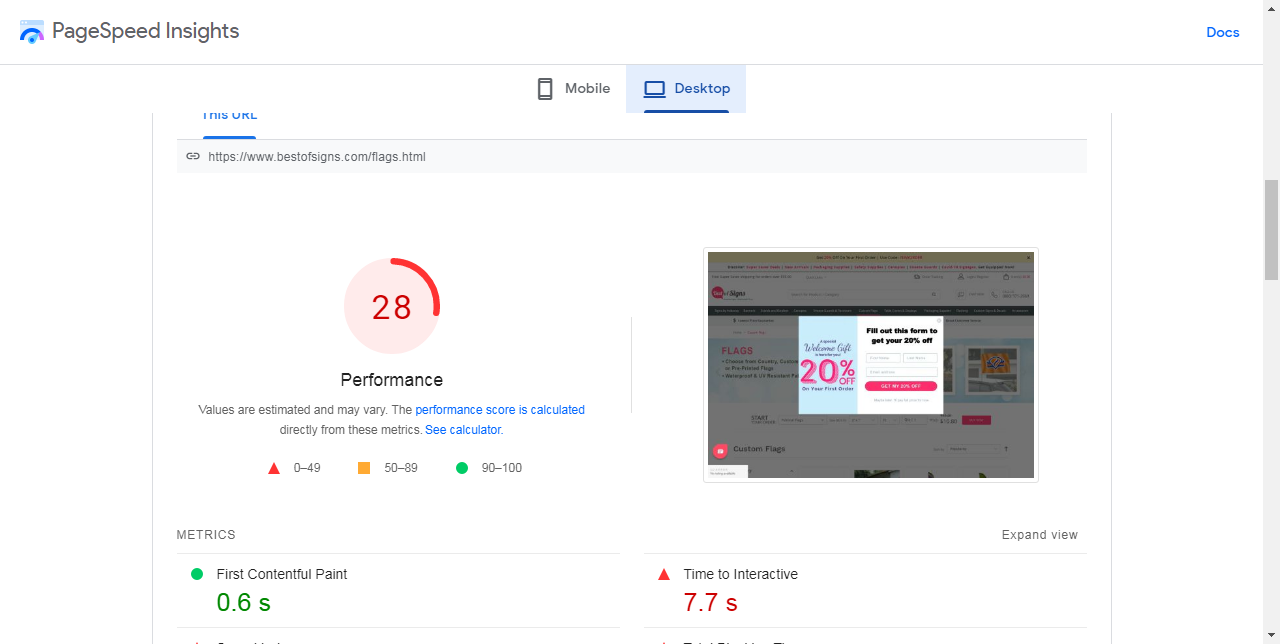 PageSpeed Insights
Docs
Mobile
Desktop
This URL
https://www.bestofsigns.com/flags.html
28
Performance
Values are estimated and may vary. The performance score is calculated
directly from these metrics. See calculator.
0–49
50–89
90–100
Best of Signs
FLAGS
A Special
Welcome Gift
20% OFF
On Your First Order
Fill out this form to
get your 20% off
GET MY 20% OFF
Custom Flags
METRICS
Expand view
First Contentful Paint
0.6 s
Time to Interactive
7.7 s